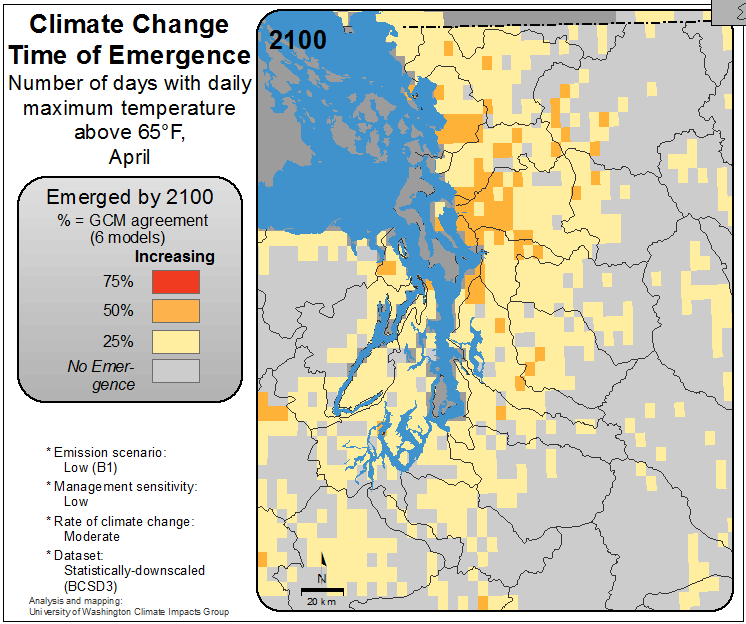 Climate Change
Time of Emergence
Number of days with daily
maximum temperature
above 65°F,
April
Emerged by 2100
% = GCM agreement
(6 models)
Increasing
75%
50%
25%
No Emer-
gence
* Emission scenario:
Low (B1)
* Management sensitivity:
Low
* Rate of climate change:
Moderate
* Dataset:
Statistically-downscaled
(BCSD3)
Analysis and mapping:
University of Washington Climate Impacts Group
2100
N
20 km